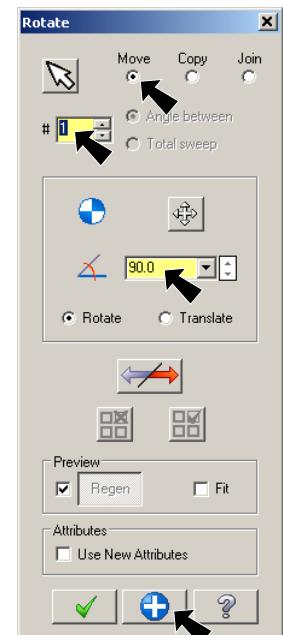 Rotate
Move Copy Join
# 1
Angle between
Total sweep
90.0
Rotate Translate
Preview
Regen Fit
Attributes
Use New Attributes